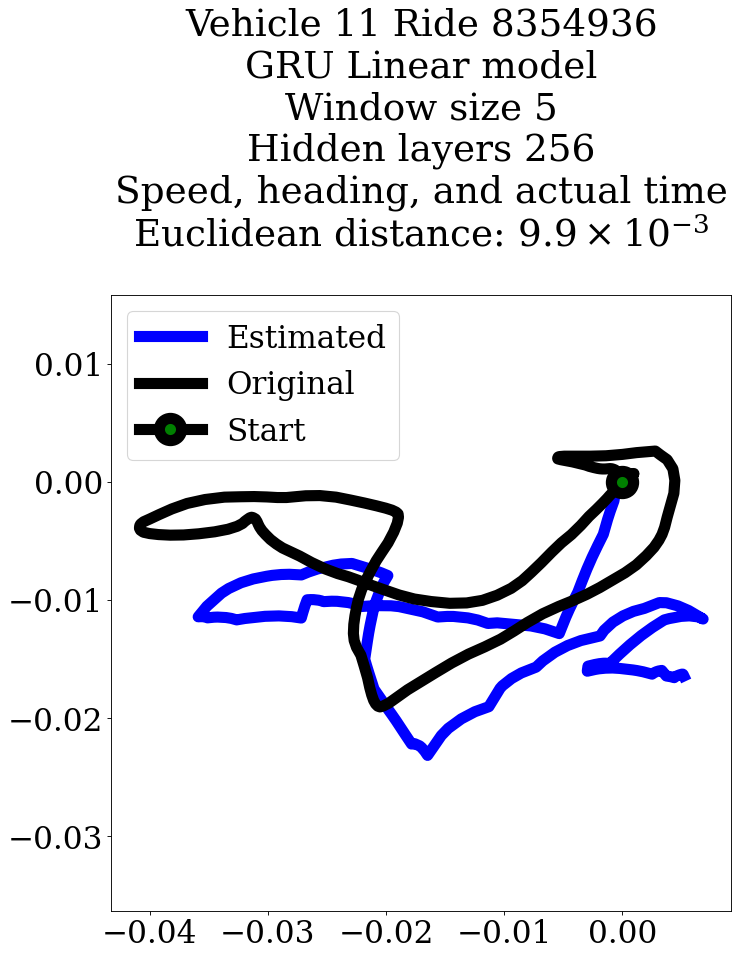 Vehicle 11 Ride 8354936
GRU Linear model
Window size 5
Hidden layers 256
Speed, heading, and actual time
Euclidean distance: 9.9 × 10⁻³
Estimated
Original
Start
0.01
0.00
−0.01
−0.02
−0.03
−0.04 −0.03 −0.02 −0.01 0.00